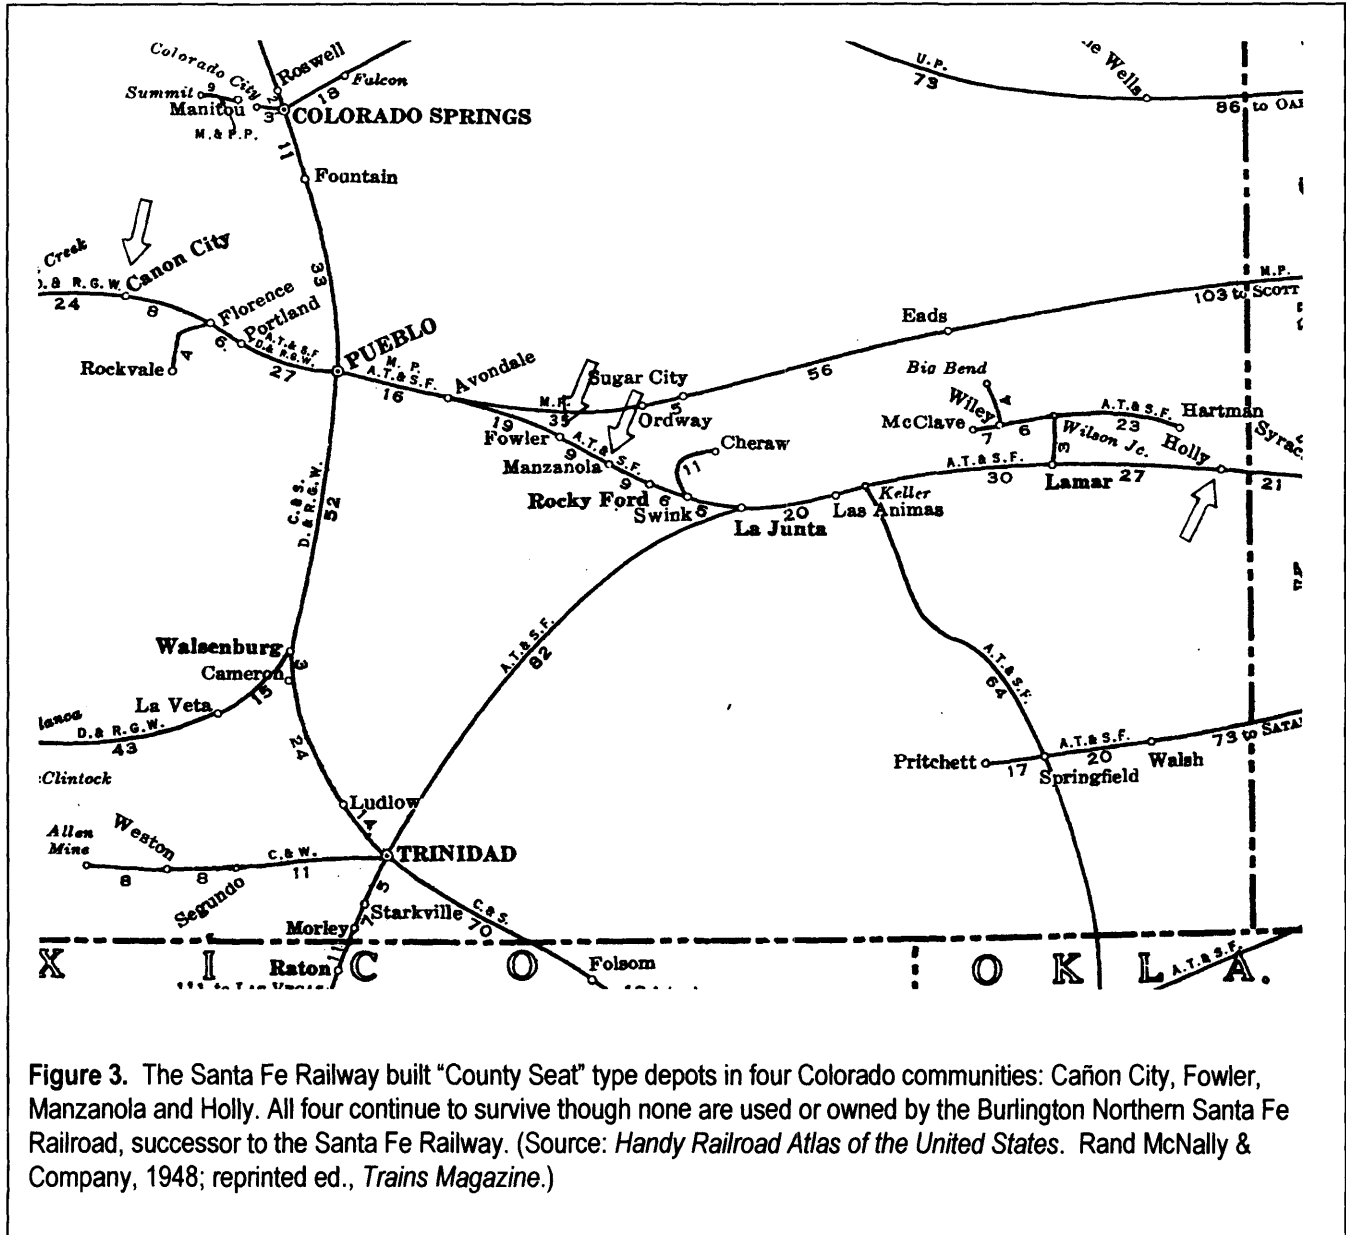 Colorado City
Roswell
Falcon
Summit
9
Manitou
M. & P. P.
3
2
18
COLORADO SPRINGS
11
Fountain
33
U. P.
73
Wells
86 to
Creek
D. & R. G. W.
24
Canon City
8
Florence
Portland
6
A. T. & S. F.
D. & R. G. W.
27
Rockvale
4
PUEBLO
M. P.
A. T. & S. F.
16
Avondale
M. P.
35
19
Fowler
9
Sugar City
5
Ordway
A. T. & S. F.
Manzanola
9
Rocky Ford
6
Swink
5
Cheraw
11
La Junta
20
Las Animas
Keller
Eads
56
M. P.
103 to SCOTT
Big Bend
4
Wiley
McClave
7
6
A. T. & S. F.
23
Hartman
Wilson Jc.
3
Holly
A. T. & S. F.
30
Lamar
27
21
C. & S.
D. & R. G. W.
52
Walsenburg
Cameron
3
15
La Veta
D. & R. G. W.
43
24
Clintock
Ludlow
14
A. T. & S. F.
82
A. T. & S. F.
64
Pritchett
17
Springfield
A. T. & S. F.
20
Walsh
73 to
Allen
Mine
Weston
8
8
Segundo
C. & W.
11
TRINIDAD
5
Starkville
7
Morley
11
Raton
C. & S.
70
Folsom
X I C O
O K L A.
A. T. & S. F.
Figure 3. The Santa Fe Railway built “County Seat” type depots in four Colorado communities: Cañon City, Fowler,
Manzanola and Holly. All four continue to survive though none are used or owned by the Burlington Northern Santa Fe
Railroad, successor to the Santa Fe Railway. (Source: Handy Railroad Atlas of the United States. Rand McNally &
Company, 1948; reprinted ed., Trains Magazine.)